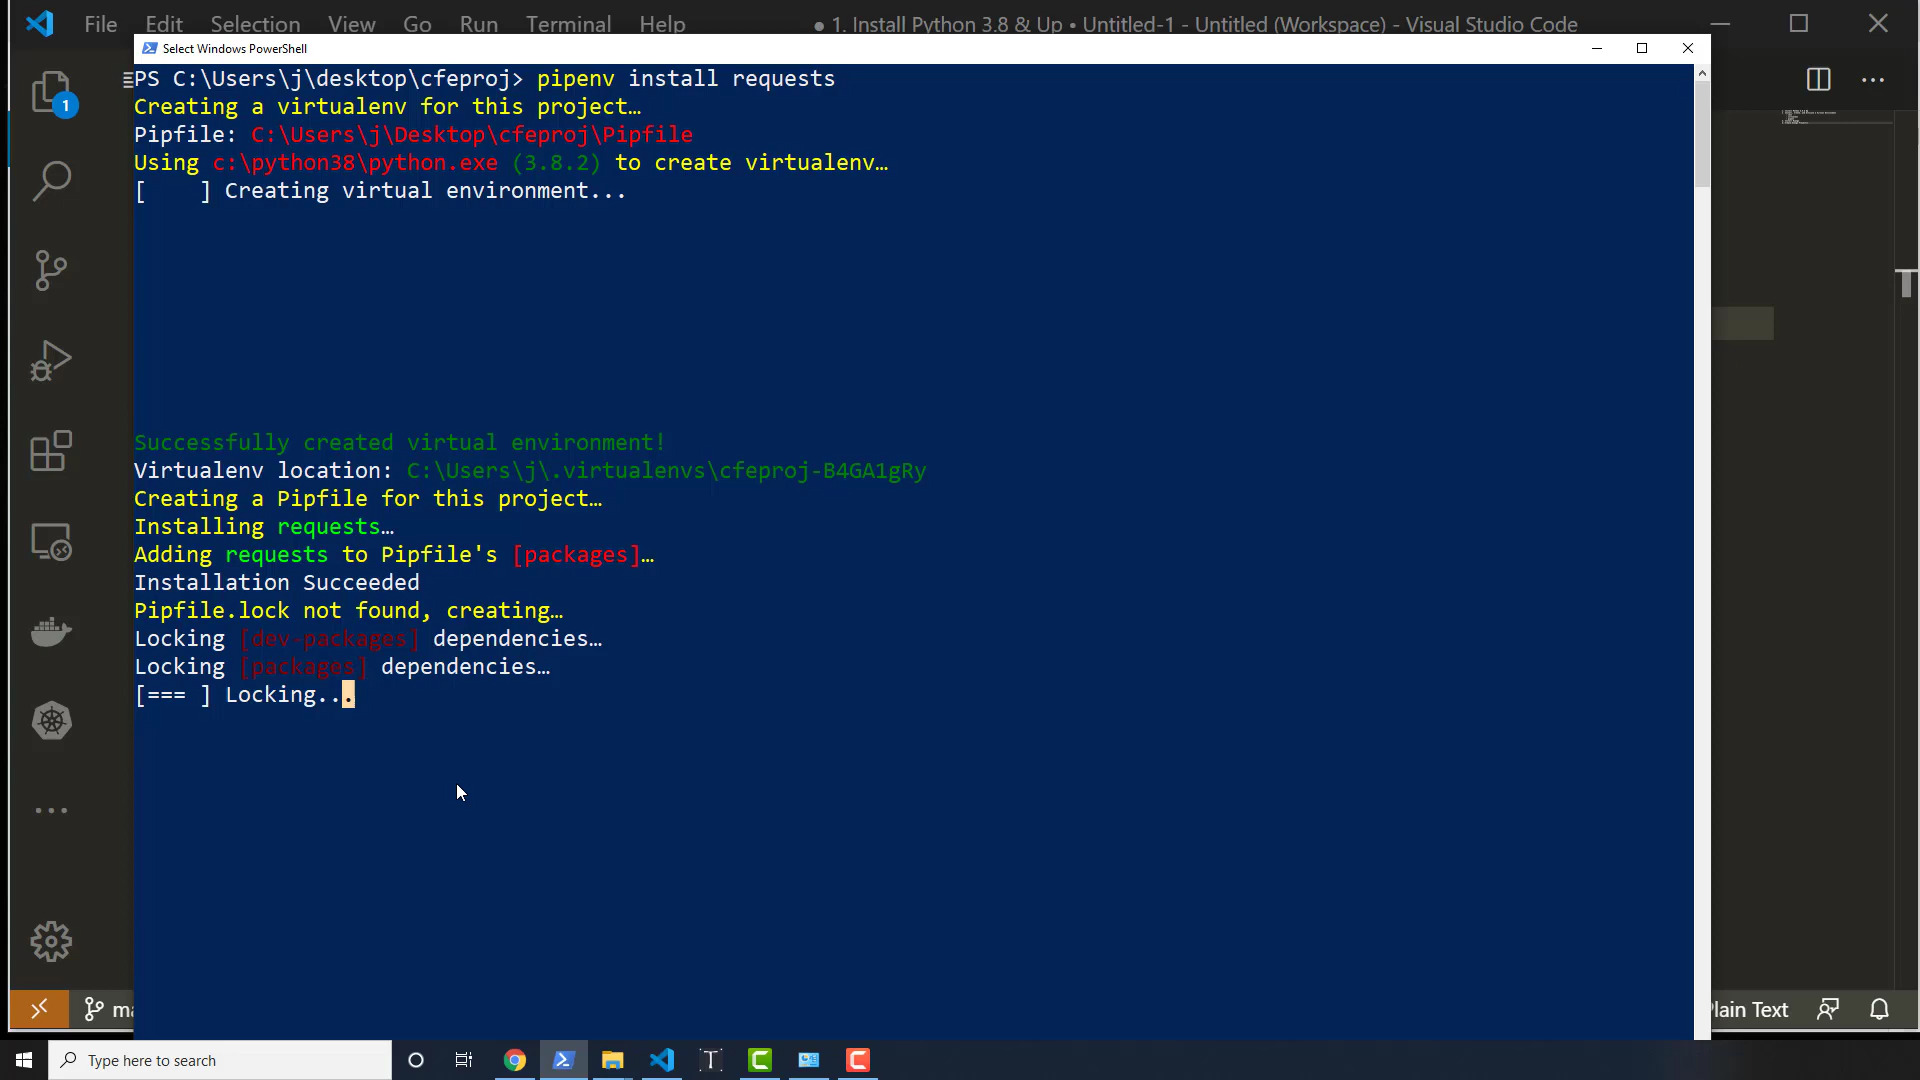 File Edit Selection View Go Run Terminal Help ● 1. Install Python 3.8 & Up • Untitled-1 - Untitled (Workspace) - Visual Studio Code
Select Windows PowerShell
1
PS C:\Users\j\desktop\cfeproj> pipenv install requests
Creating a virtualenv for this project…
Pipfile: C:\Users\j\Desktop\cfeproj\Pipfile
Using c:\python38\python.exe (3.8.2) to create virtualenv…
[    ] Creating virtual environment...
Successfully created virtual environment!
Virtualenv location: C:\Users\j\.virtualenvs\cfeproj-B4GA1gRy
Creating a Pipfile for this project…
Installing requests…
Adding requests to Pipfile's [packages]…
Installation Succeeded
Pipfile.lock not found, creating…
Locking [dev-packages] dependencies…
Locking [packages] dependencies…
[=== ] Locking...
Plain Text
Type here to search